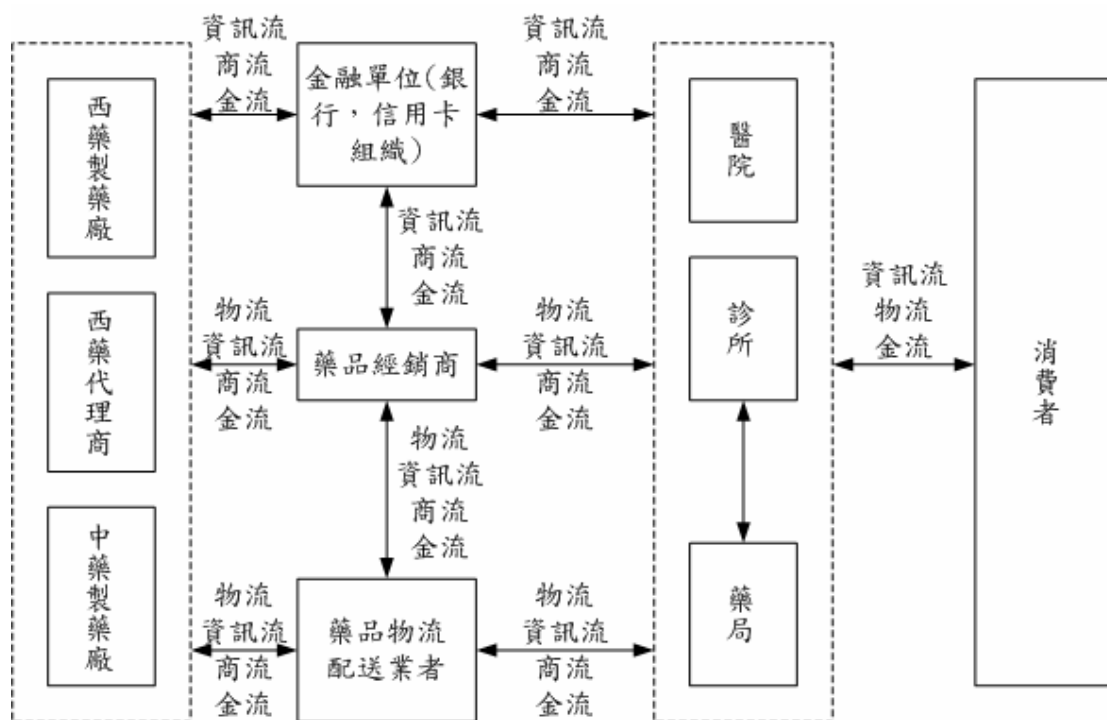 資訊流
商流
金流
資訊流
商流
金流
西藥製藥廠
金融單位(銀
行，信用卡
組織)
醫院
資訊流
商流
金流
西藥代理商
物流
資訊流
商流
金流
藥品經銷商
物流
資訊流
商流
金流
診所
資訊流
物流
金流
消費者
物流
資訊流
商流
金流
中藥製藥廠
物流
資訊流
商流
金流
藥品物流
配送業者
物流
資訊流
商流
金流
藥局